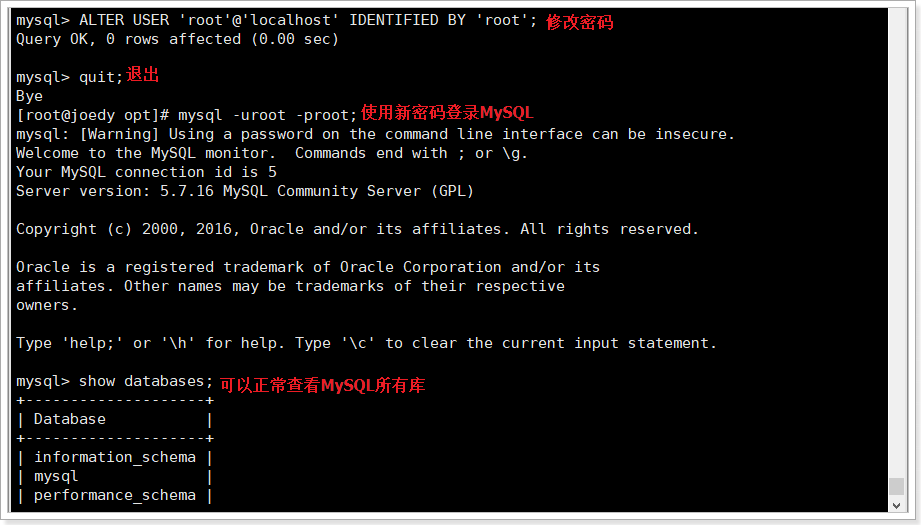 mysql> ALTER USER 'root'@'localhost' IDENTIFIED BY 'root'; 修改密码
Query OK, 0 rows affected (0.00 sec)
mysql> quit; 退出
Bye
[root@joedy opt]# mysql -uroot -proot; 使用新密码登录MySQL
mysql: [Warning] Using a password on the command line interface can be insecure.
Welcome to the MySQL monitor.  Commands end with ; or \g.
Your MySQL connection id is 5
Server version: 5.7.16 MySQL Community Server (GPL)
Copyright (c) 2000, 2016, Oracle and/or its affiliates. All rights reserved.
Oracle is a registered trademark of Oracle Corporation and/or its
affiliates. Other names may be trademarks of their respective
owners.
Type 'help;' or '\h' for help. Type '\c' to clear the current input statement.
mysql> show databases; 可以正常查看MySQL所有库
+--------------------+
| Database           |
+--------------------+
| information_schema |
| mysql              |
| performance_schema |